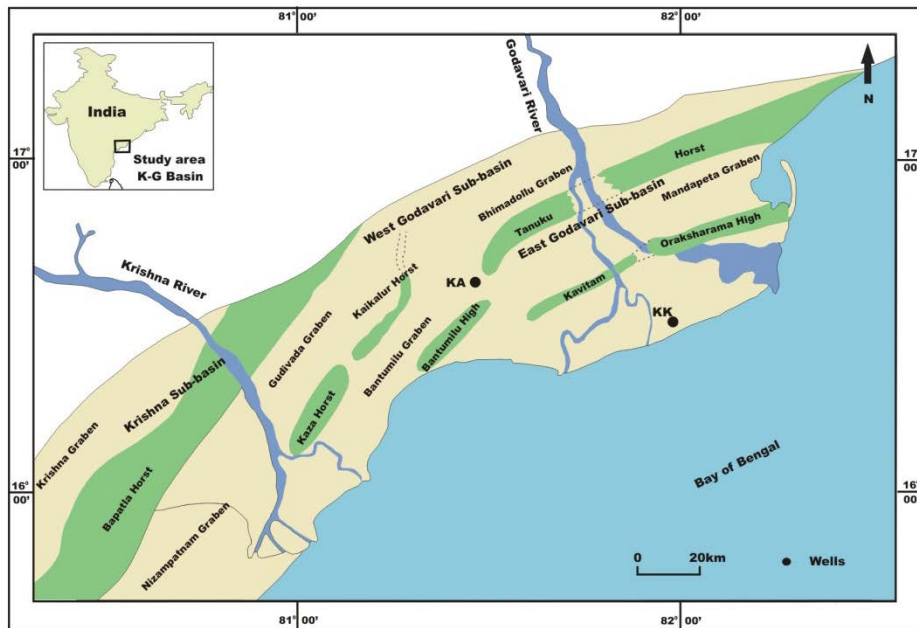 81° 00'
82° 00'
India
Study area
K-G Basin
Godavari River
N
17°
00'
17°
00'
West Godavari Sub-basin
Bhimadollu Graben
Horst
Mandapeta Graben
Tanuku
East Godavari Sub-basin
Oraksharama High
Krishna River
Kaikalur Horst
KA
Kavitam
KK
Gudivada Graben
Bantumilu Graben
Bantumilu High
Krishna Sub-basin
Kaza Horst
Krishna Graben
Bapatla Horst
Bay of Bengal
16°
00'
16°
00'
Nizampatnam Graben
0 20km
Wells
81° 00'
82° 00'